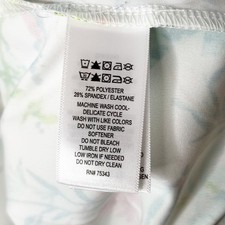 72% POLYESTER
28% SPANDEX / ELASTANE
MACHINE WASH COOL-
DELICATE CYCLE
WASH WITH LIKE COLORS
DO NOT USE FABRIC
SOFTENER
DO NOT BLEACH
TUMBLE DRY LOW
LOW IRON IF NEEDED
DO NOT DRY CLEAN
RN# 75343